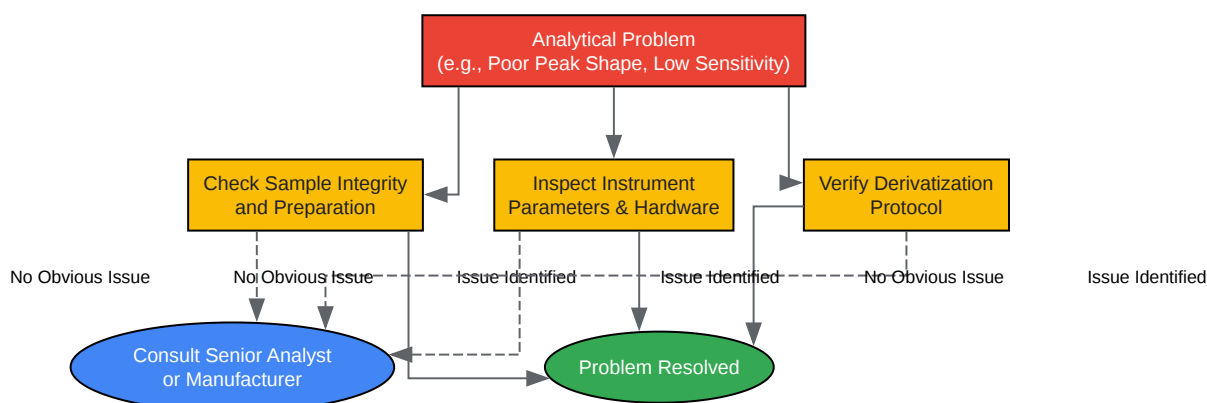 Analytical Problem
(e.g., Poor Peak Shape, Low Sensitivity)
Check Sample Integrity
and Preparation
Inspect Instrument
Parameters & Hardware
Verify Derivatization
Protocol
No Obvious Issue
No Obvious Issue
Issue Identified
Issue Identified
No Obvious Issue
Issue Identified
Consult Senior Analyst
or Manufacturer
Problem Resolved